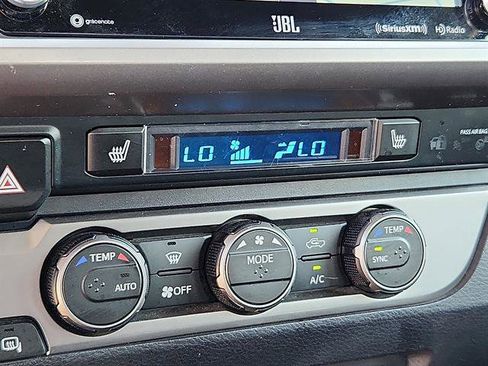 gracenote JBL SiriusXM HD Radio
PASS AIR BAG
LO LO
TEMP MODE TEMP
AUTO OFF A/C SYNC